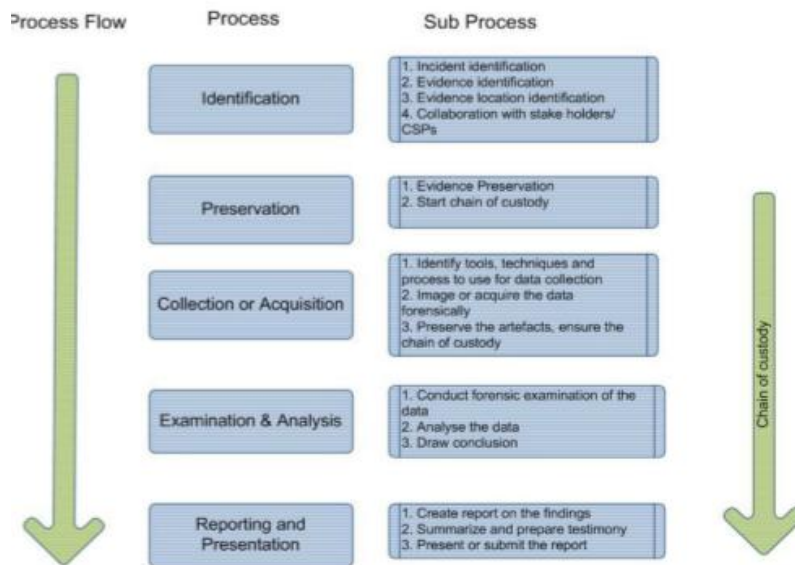 Process Flow
Process
Sub Process
Identification
1. Incident identification
2. Evidence identification
3. Evidence location identification
4. Collaboration with stake holders/
CSPs
Preservation
1. Evidence Preservation
2. Start chain of custody
Collection or Acquisition
1. Identify tools, techniques and
process to use for data collection
2. Image or acquire the data
forensically
3. Preserve the artefacts, ensure the
chain of custody
Examination & Analysis
1. Conduct forensic examination of the
data
2. Analyse the data
3. Draw conclusion
Reporting and
Presentation
1. Create report on the findings
2. Summarize and prepare testimony
3. Present or submit the report
Chain of custody